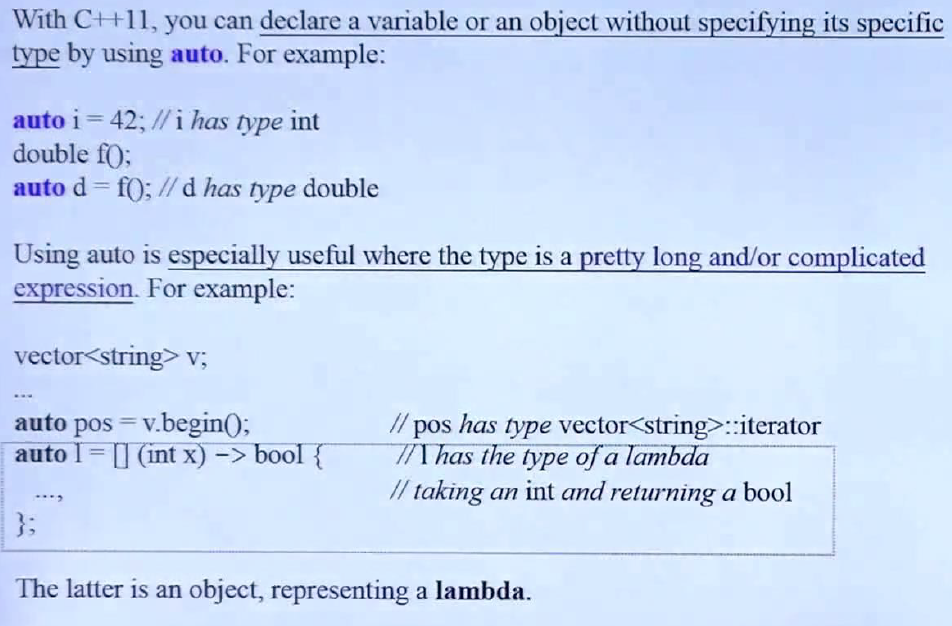 With C++11, you can declare a variable or an object without specifying its specific
type by using auto. For example:
auto i = 42; // i has type int
double f();
auto d = f(); // d has type double
Using auto is especially useful where the type is a pretty long and/or complicated
expression. For example:
vector<string> v;
...
auto pos = v.begin(); // pos has type vector<string>::iterator
auto l = [] (int x) -> bool { // l has the type of a lambda
..., // taking an int and returning a bool
};
The latter is an object, representing a lambda.